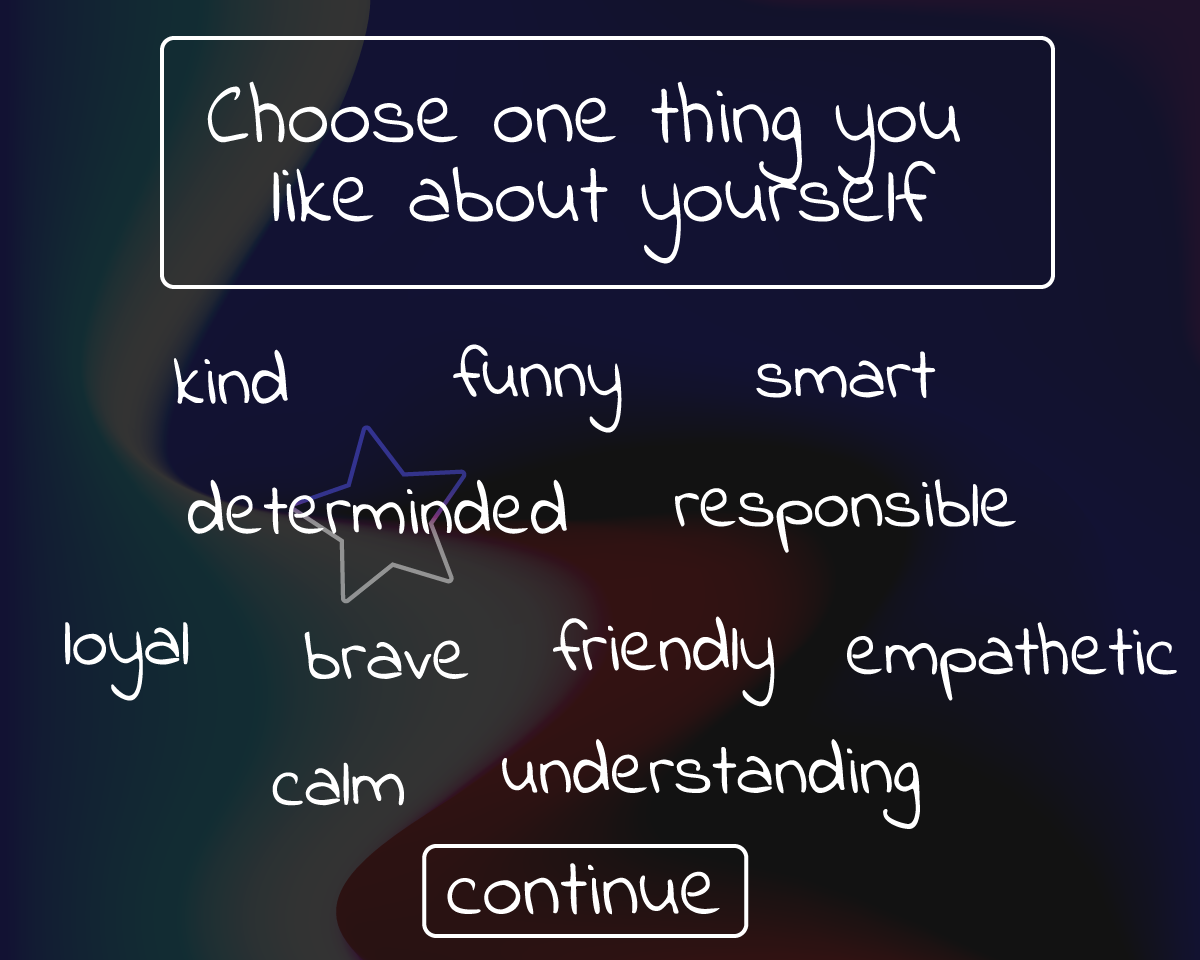 Choose one thing you
like about yourself
kind funny smart
determinded responsible
loyal brave friendly empathetic
calm understanding
continue